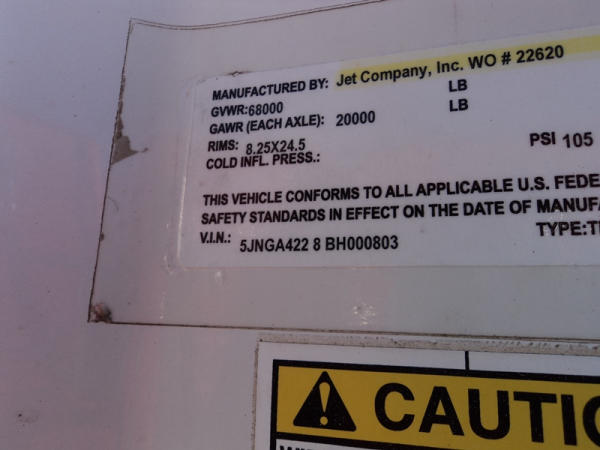 MANUFACTURED BY: Jet Company, Inc. WO # 22620
GVWR: 68000 LB
GAWR (EACH AXLE): 20000 LB
RIMS: 8.25X24.5
COLD INFL. PRESS.: PSI 105
THIS VEHICLE CONFORMS TO ALL APPLICABLE U.S. FEDE
SAFETY STANDARDS IN EFFECT ON THE DATE OF MANUFA
V.I.N.: 5JNGA422 8 BH000803 TYPE:T
CAUTIO